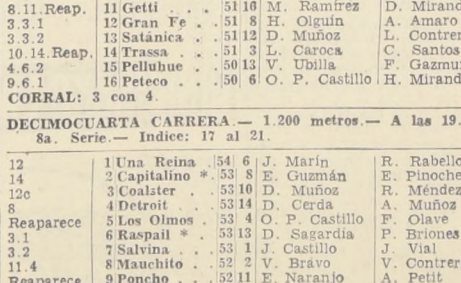 8.11.Reap. 11 Getti . . . 51 10 M. Ramírez D. Mirand
3.3.1 12 Gran Fe . . 51 8 H. Olguín A. Amaro
3.3.2 13 Satánica . . 51 12 D. Muñoz L. Contrer
10.14.Reap. 14 Trassa . . . 51 3 L. Caroca C. Santos
4.6.2 15 Pelluhue . . 50 13 V. Ubilla F. Gazmu
9.6.1 16 Peteco . . . 50 6 O. P. Castillo H. Mirand
CORRAL: 3 con 4.
DECIMOCUARTA CARRERA.— 1.200 metros.— A las 19.
8a. Serie.— Indice: 17 al 21.
12 1 Una Reina . 54 6 J. Marín R. Rabello
14 2 Capitalino * . 53 8 E. Guzmán E. Pinoche
12c 3 Coalster . . 53 10 D. Muñoz R. Méndez
8 4 Detroit . . . 53 14 D. Cerda A. Muñoz
Reaparece 5 Los Olmos . 53 4 O. P. Castillo F. Olave
3.1 6 Raspail * . . 53 13 D. Sagardia P. Briones
3.2 7 Salvina . . . 53 1 J. Castillo J. Vial
11.4 8 Mauchito . . 52 2 V. Bravo V. Contrer
Reaparece 9 Poncho . . . 52 11 E. Naranjo A. Petit